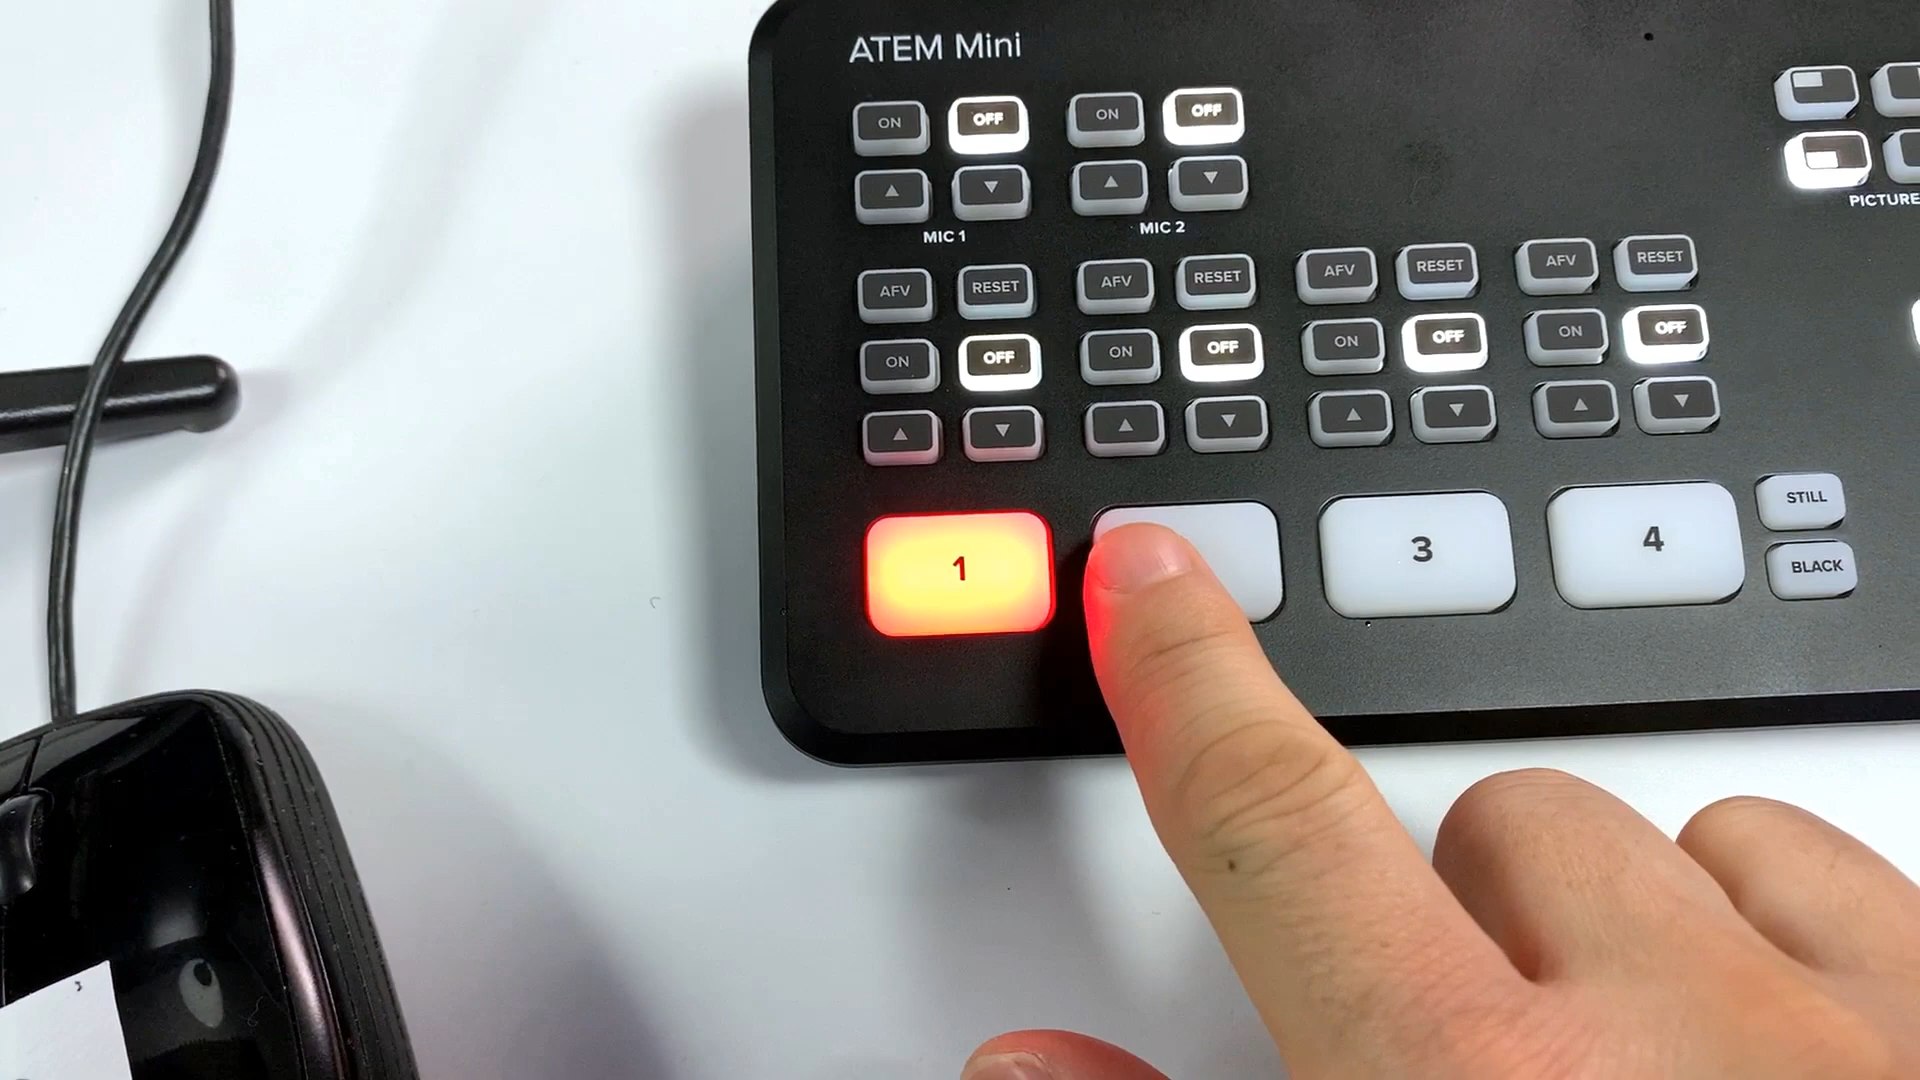 ATEM Mini
ON OFF ON OFF
MIC 1 MIC 2
PICTURE
AFV RESET AFV RESET AFV RESET AFV RESET
ON OFF ON OFF ON OFF ON OFF
1 3 4
STILL
BLACK